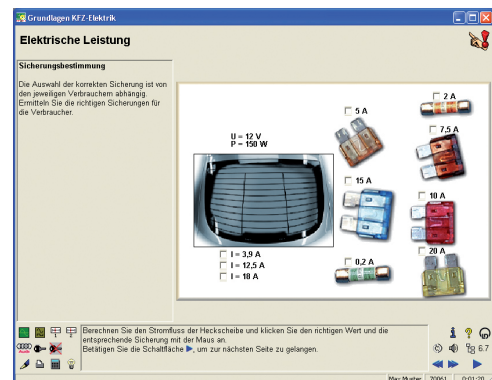 Grundlagen KFZ-Elektrik
Elektrische Leistung
Sicherungsbestimmung
Die Auswahl der korrekten Sicherung ist von
den jeweiligen Verbrauchern abhängig.
Ermitteln Sie die richtigen Sicherungen für
die Verbraucher.
U = 12 V
P = 150 W
I = 3,9 A
I = 12,5 A
I = 18 A
5 A
2 A
7,5 A
15 A
10 A
0,2 A
20 A
Berechnen Sie den Stromfluss der Heckscheibe und klicken Sie den richtigen Wert und die
entsprechende Sicherung mit der Maus an.
Betätigen Sie die Schaltfläche, um zur nächsten Seite zu gelangen.
6.7
Max Muster 70061 0:01:20